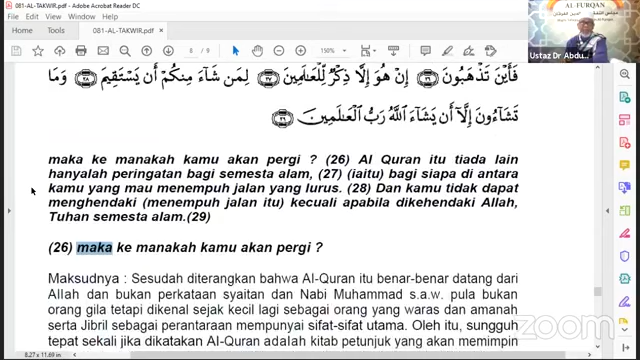 081-AL-TAKWIR.pdf - Adobe Acrobat Reader DC
File Edit View Window Help
Home Tools 081-AL-TAKWIR.pdf ×
8 / 9 150%
AL-FURQAN
Ustaz Dr Abdu...
فَأَيْنَ تَذْهَبُونَ ٢٦ إِنْ هُوَ إِلَّا ذِكْرٌ لِّلْعَالَمِينَ ٢٧ لِمَن شَآءَ مِنكُمْ أَن يَسْتَقِيمَ ٢٨ وَمَا
تَشَآءُونَ إِلَّآ أَن يَشَآءَ اللَّهُ رَبُّ الْعَالَمِينَ ٢٩
maka ke manakah kamu akan pergi ? (26) Al Quran itu tiada lain
hanyalah peringatan bagi semesta alam, (27) (iaitu) bagi siapa di antara
kamu yang mau menempuh jalan yang lurus. (28) Dan kamu tidak dapat
menghendaki (menempuh jalan itu) kecuali apabila dikehendaki Allah,
Tuhan semesta alam.(29)
(26) maka ke manakah kamu akan pergi ?
Maksudnya : Sesudah diterangkan bahwa Al-Quran itu benar-benar datang dari
Allah dan bukan perkataan syaitan dan Nabi Muhammad s.a.w. pula bukan
orang gila tetapi dikenal sejak kecil lagi sebagai orang yang waras dan amanah
serta Jibril sebagai perantaraan mempunyai sifat-sifat utama. Oleh itu, sungguh
tepat sekali jika dikatakan Al-Quran adalah kitab petunjuk yang akan memimpin
zoom
8.27 x 11.69 in